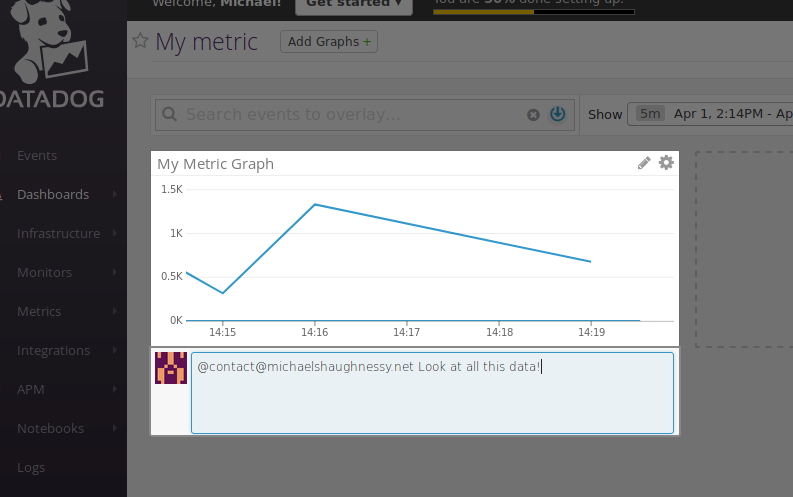 Welcome, Michael!
Get started ▾
You are 50% done setting up.
DATADOG
My metric
Add Graphs +
Search events to overlay...
Show
5m
Apr 1, 2:14PM - Ap
Events
Dashboards
Infrastructure
Monitors
Metrics
Integrations
APM
Notebooks
Logs
My Metric Graph
1.5K
1K
0.5K
0K
14:15 14:16 14:17 14:18 14:19
@contact@michaelshaughnessy.net Look at all this data!